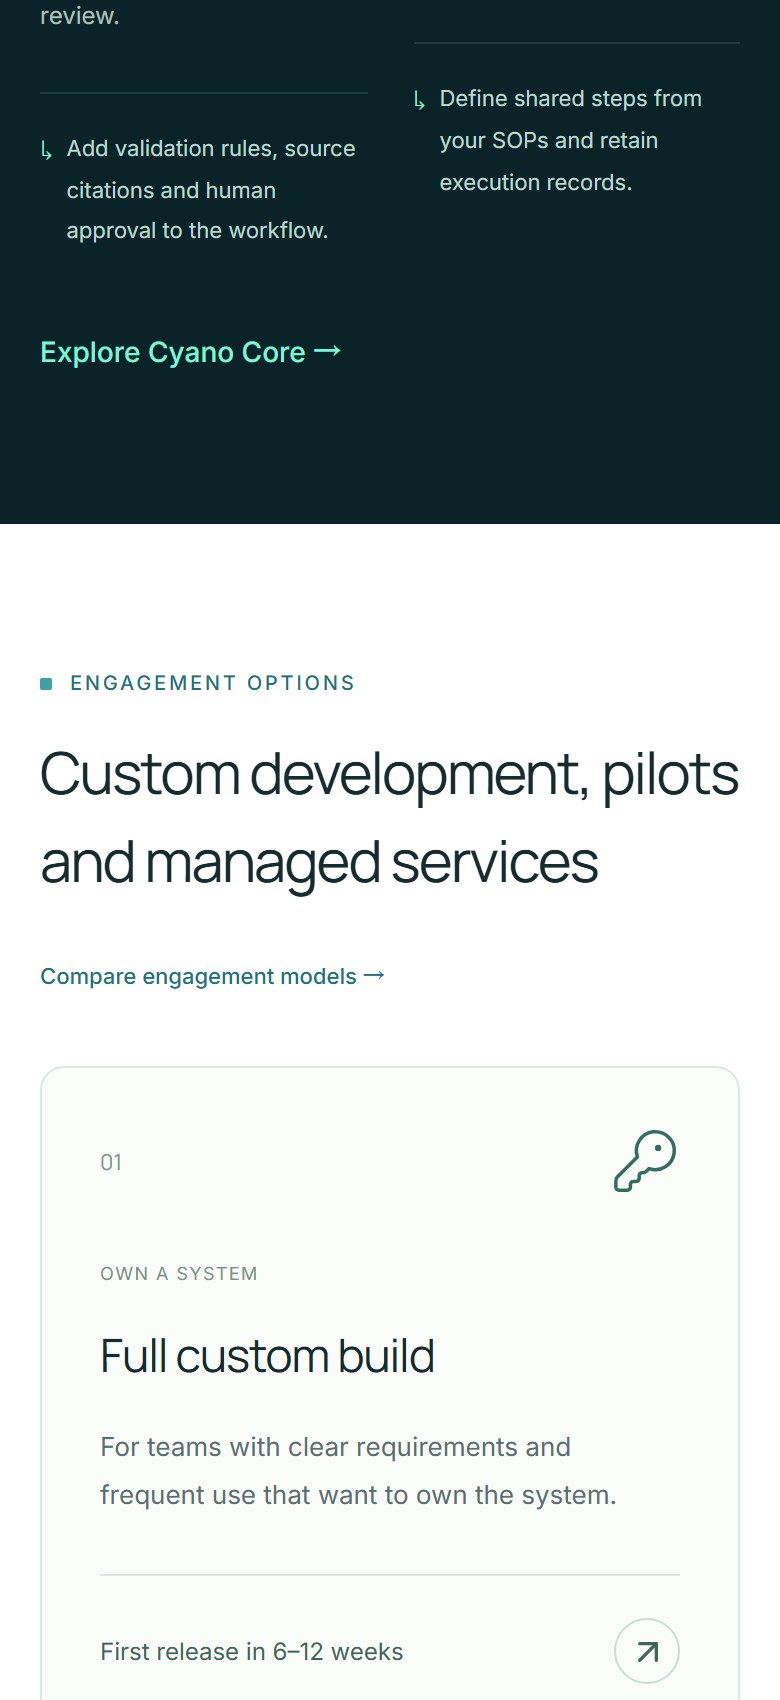 review.
↳ Add validation rules, source
citations and human
approval to the workflow.
↳ Define shared steps from
your SOPs and retain
execution records.
Explore Cyano Core →
ENGAGEMENT OPTIONS
Custom development, pilots
and managed services
Compare engagement models →
01
OWN A SYSTEM
Full custom build
For teams with clear requirements and
frequent use that want to own the system.
First release in 6–12 weeks